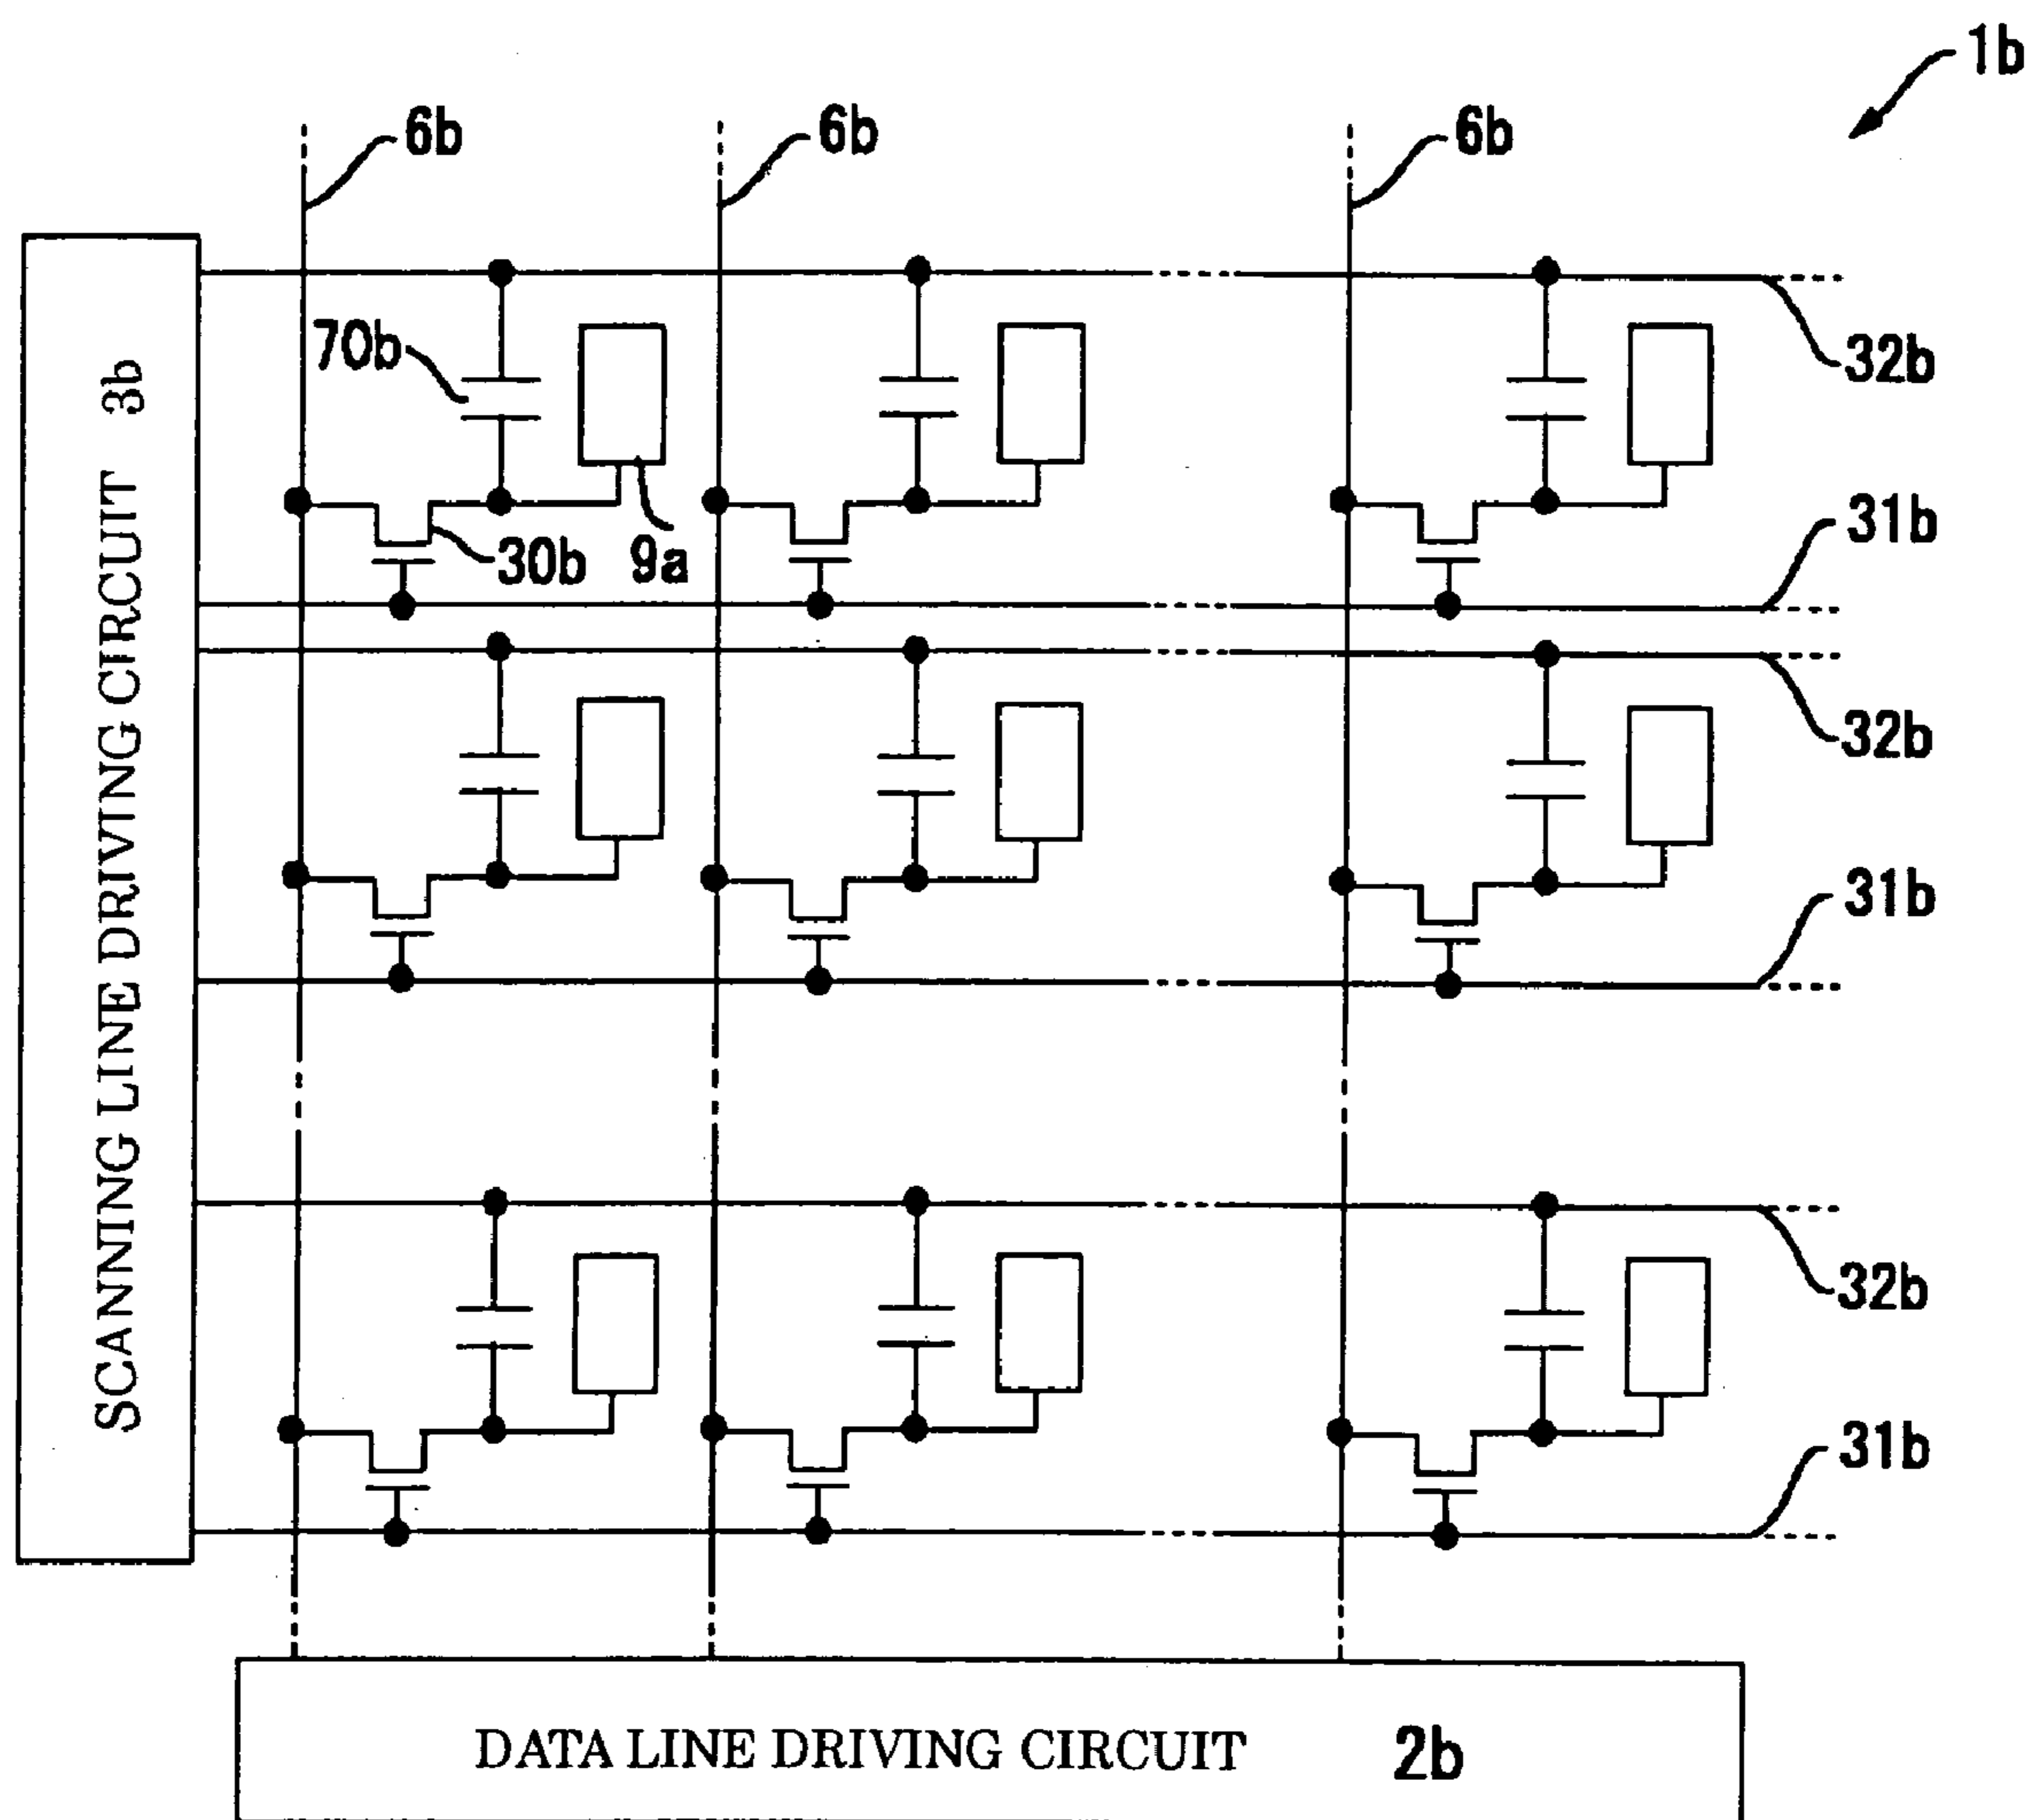 1b
6b
6b
6b
70b
32b
30b
9a
31b
32b
31b
32b
31b
SCANNING LINE DRIVING CIRCUIT 3b
DATA LINE DRIVING CIRCUIT 2b